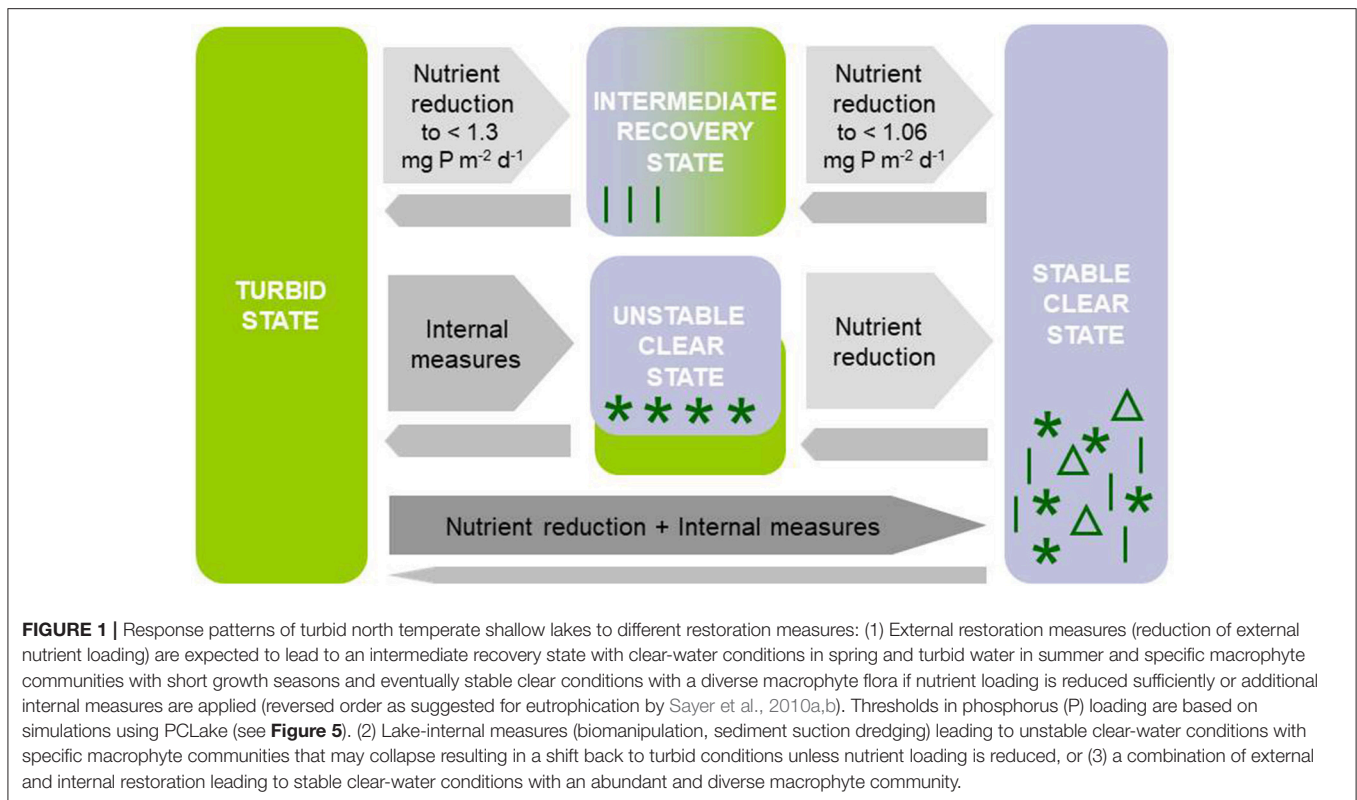 Nutrient
reduction
to < 1.3
mg P m⁻² d⁻¹
INTERMEDIATE
RECOVERY
STATE
Nutrient
reduction
to < 1.06
mg P m⁻² d⁻¹
TURBID
STATE
Internal
measures
UNSTABLE
CLEAR
STATE
Nutrient
reduction
STABLE
CLEAR
STATE
Nutrient reduction + Internal measures
FIGURE 1 | Response patterns of turbid north temperate shallow lakes to different restoration measures: (1) External restoration measures (reduction of external
nutrient loading) are expected to lead to an intermediate recovery state with clear-water conditions in spring and turbid water in summer and specific macrophyte
communities with short growth seasons and eventually stable clear conditions with a diverse macrophyte flora if nutrient loading is reduced sufficiently or additional
internal measures are applied (reversed order as suggested for eutrophication by Sayer et al., 2010a,b). Thresholds in phosphorus (P) loading are based on
simulations using PCLake (see Figure 5). (2) Lake-internal measures (biomanipulation, sediment suction dredging) leading to unstable clear-water conditions with
specific macrophyte communities that may collapse resulting in a shift back to turbid conditions unless nutrient loading is reduced, or (3) a combination of external
and internal restoration leading to stable clear-water conditions with an abundant and diverse macrophyte community.